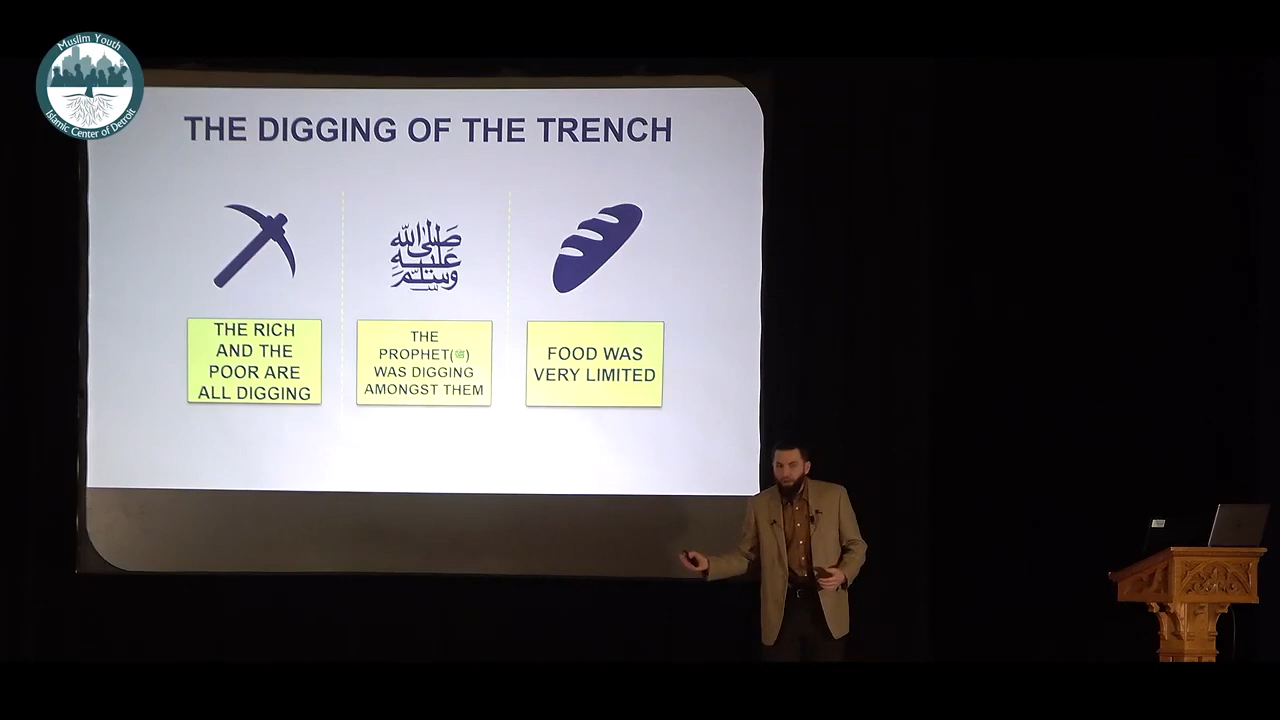 Muslim Youth
Islamic Center of Detroit
THE DIGGING OF THE TRENCH
صلى الله
عليه
وسلم
THE RICH
AND THE
POOR ARE
ALL DIGGING
THE
PROPHET(ﷺ)
WAS DIGGING
AMONGST THEM
FOOD WAS
VERY LIMITED